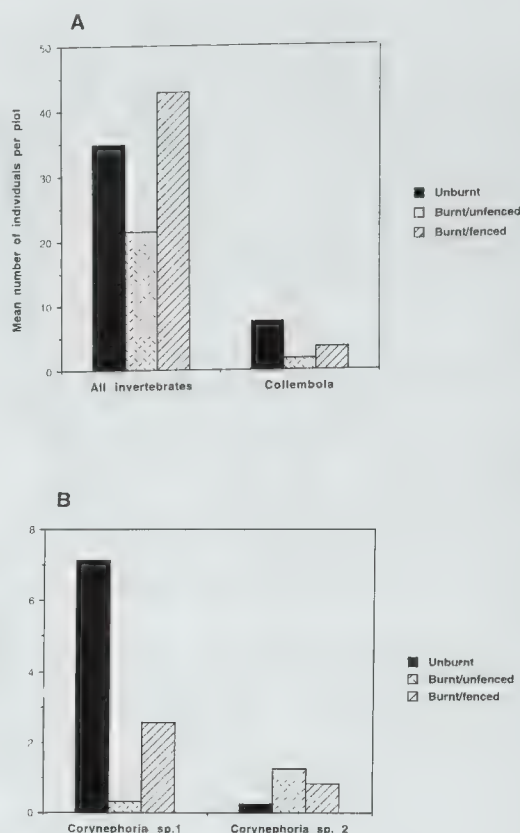 A
50
40
30
20
10
0
Mean number of individuals per plot
All invertebrates
Collembola
Unburnt
Burnt/unfenced
Burnt/fenced
B
8
6
4
2
0
Corynephoria sp.1
Corynephoria sp. 2
Unburnt
Burnt/unfenced
Burnt/fenced